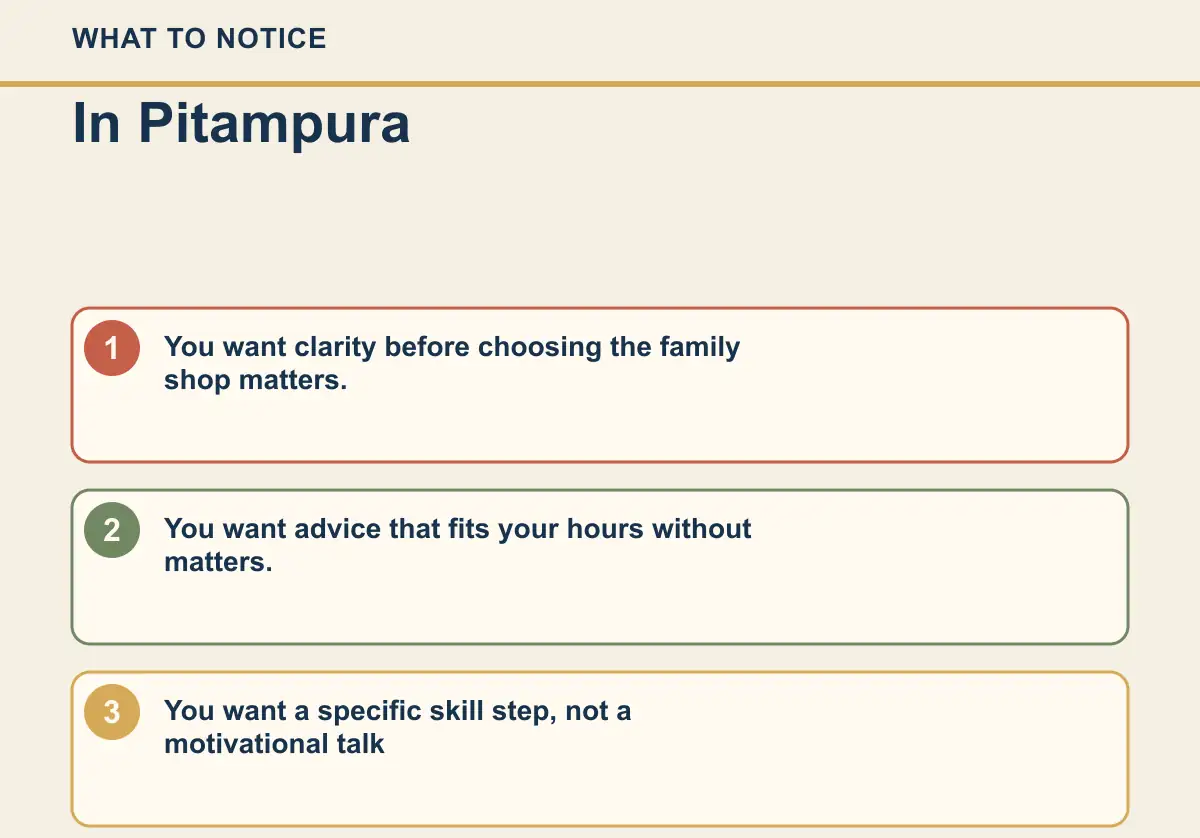 WHAT TO NOTICE
In Pitampura
1
You want clarity before choosing the family
shop matters.
2
You want advice that fits your hours without
matters.
3
You want a specific skill step, not a
motivational talk